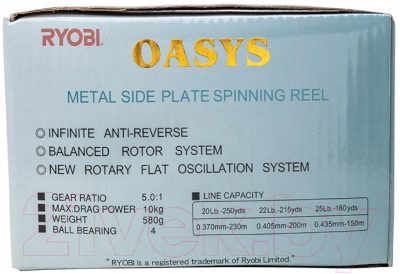 RYOBI. OASYS
METAL SIDE PLATE SPINNING REEL
◎ INFINITE ANTI-REVERSE
◎ BALANCED ROTOR SYSTEM
◎ NEW ROTARY FLAT OSCILLATION SYSTEM
■ GEAR RATIO 5.0:1
■ MAX.DRAG POWER 10kg
■ WEIGHT 580g
■ BALL BEARING 4
■ LINE CAPACITY
20Lb.-250yds 22Lb.-215yds 25Lb.-160yds
0.370mm-230m 0.405mm-200m 0.435mm-150m
"RYOBI is a registered trademark of Ryobi Limited."